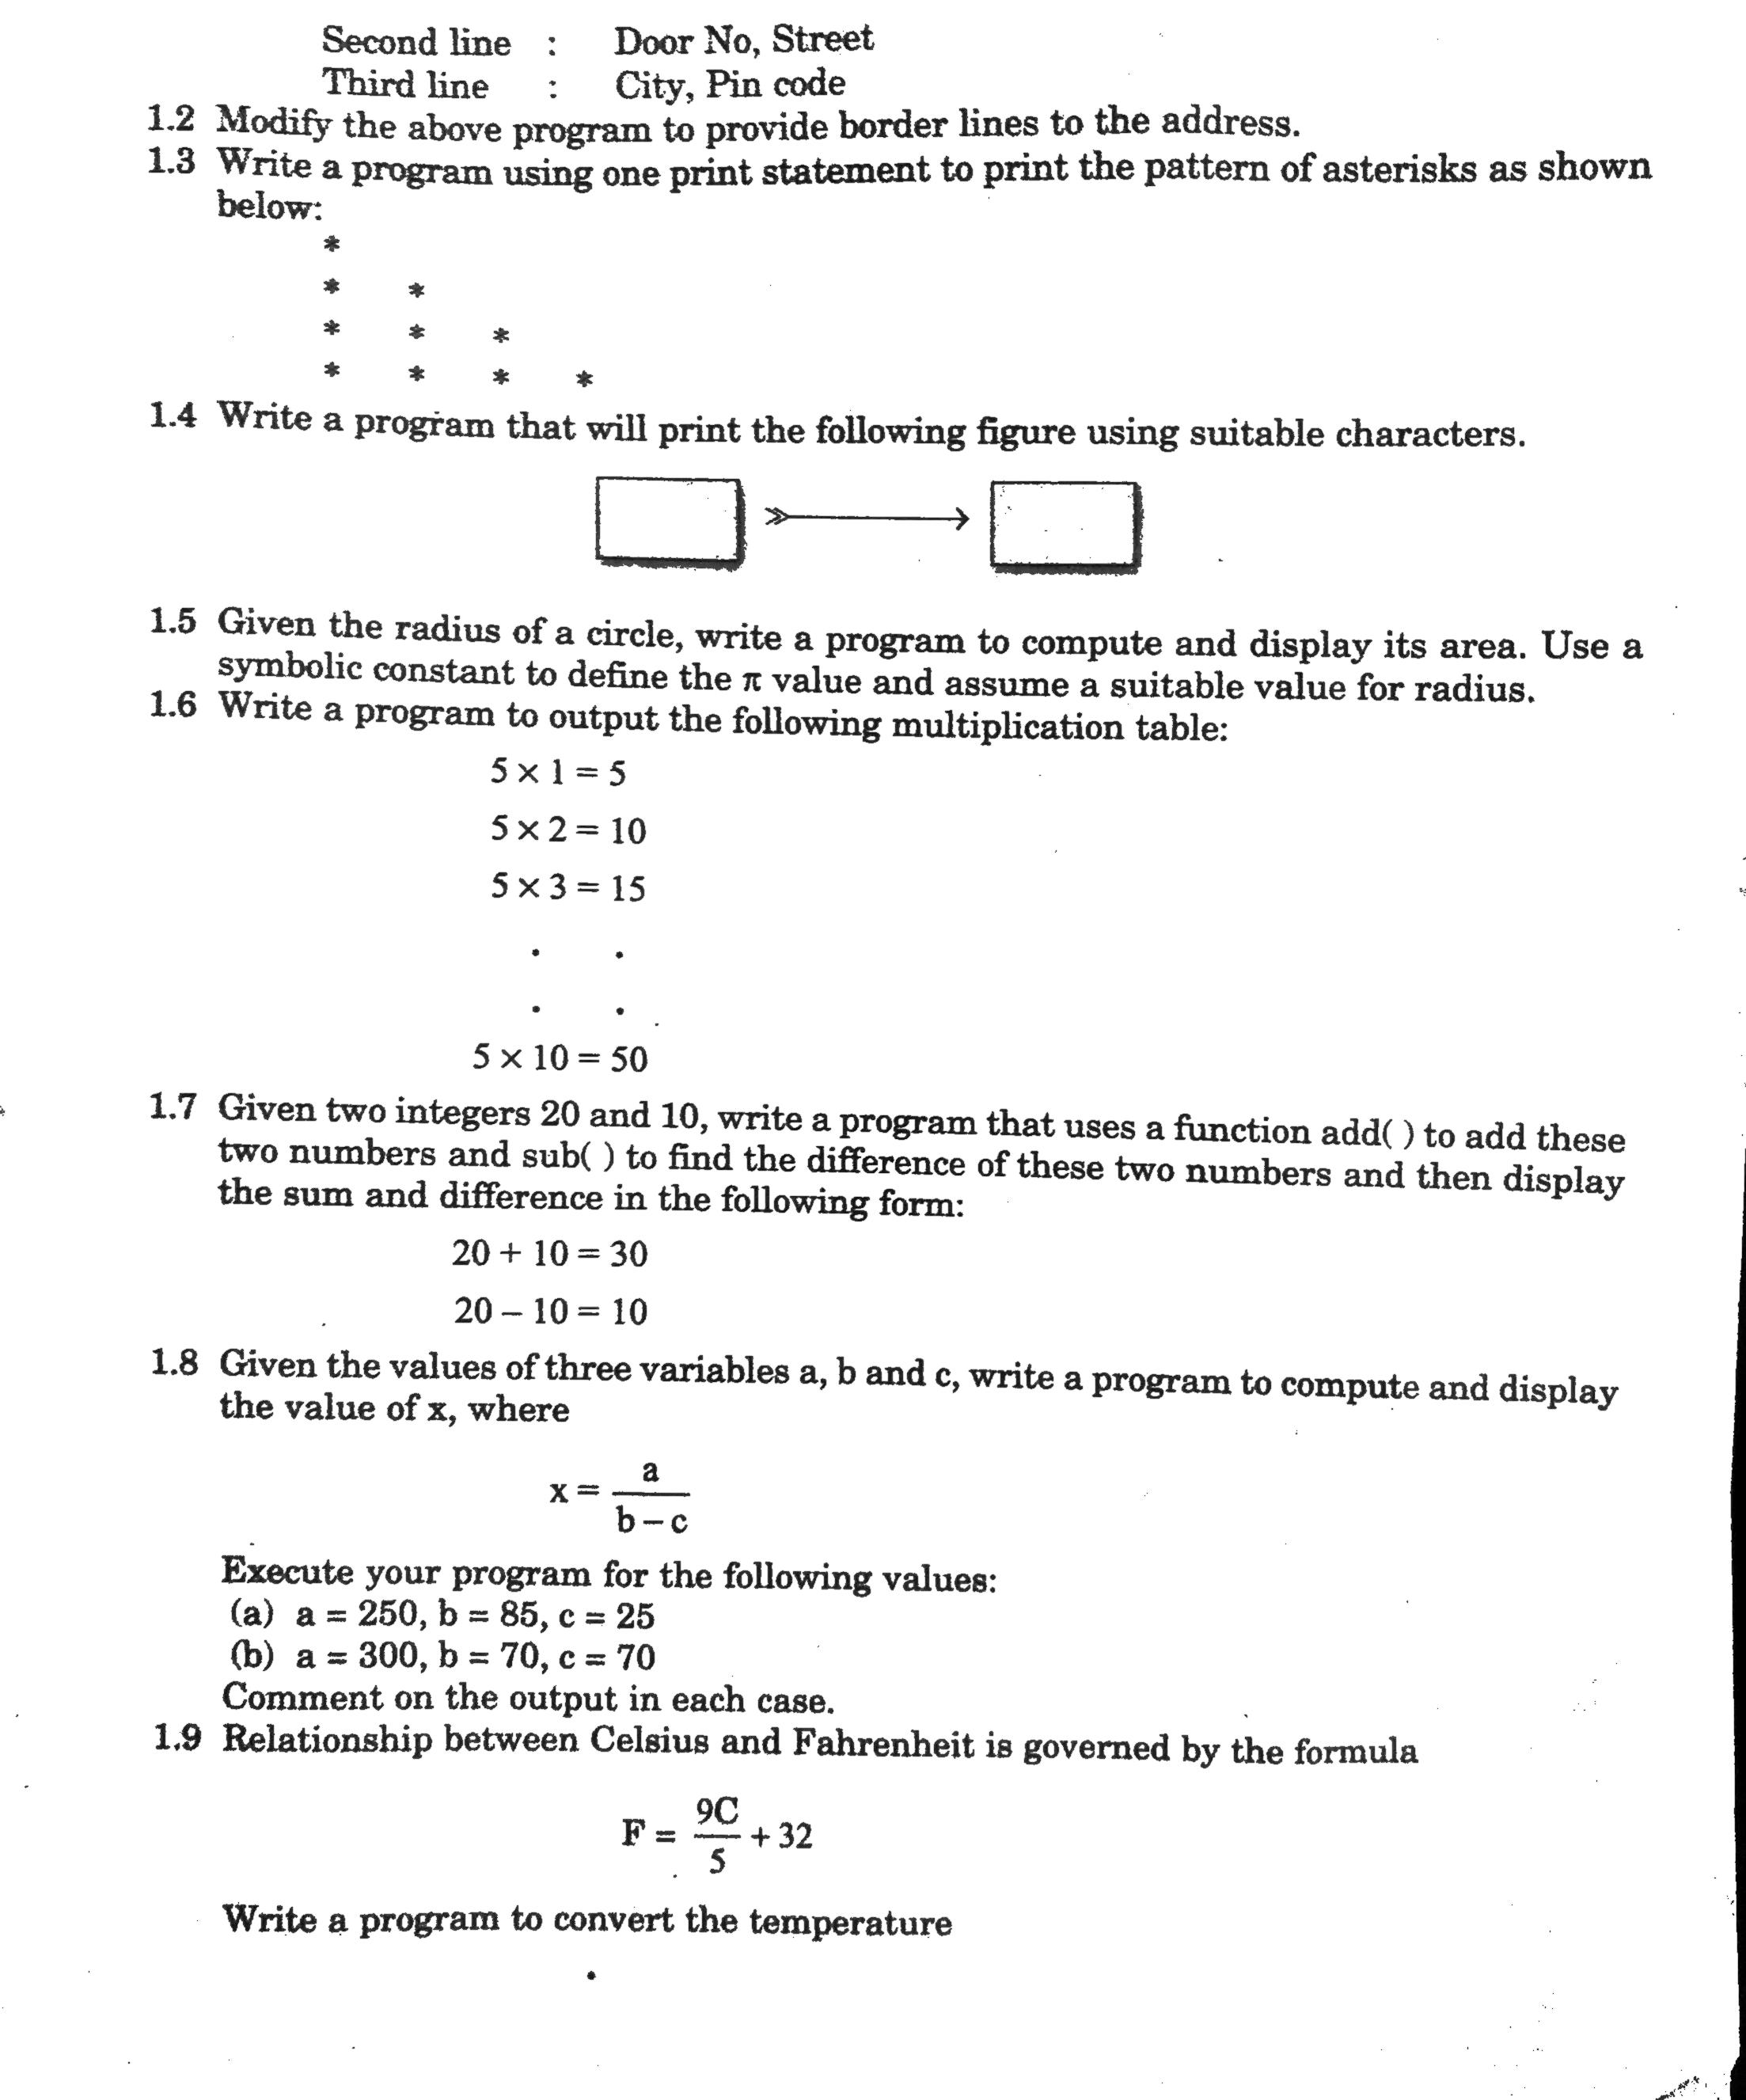 Second line : Door No, Street
Third line : City, Pin code
1.2 Modify the above program to provide border lines to the address.
1.3 Write a program using one print statement to print the pattern of asterisks as shown
below:
*
* *
* * *
* * * *
1.4 Write a program that will print the following figure using suitable characters.
1.5 Given the radius of a circle, write a program to compute and display its area. Use a
symbolic constant to define the π value and assume a suitable value for radius.
1.6 Write a program to output the following multiplication table:
5 × 1 = 5
5 × 2 = 10
5 × 3 = 15
. .
. .
5 × 10 = 50
1.7 Given two integers 20 and 10, write a program that uses a function add( ) to add these
two numbers and sub( ) to find the difference of these two numbers and then display
the sum and difference in the following form:
20 + 10 = 30
20 – 10 = 10
1.8 Given the values of three variables a, b and c, write a program to compute and display
the value of x, where
x = a
b – c
Execute your program for the following values:
(a) a = 250, b = 85, c = 25
(b) a = 300, b = 70, c = 70
Comment on the output in each case.
1.9 Relationship between Celsius and Fahrenheit is governed by the formula
F = 9C
5 + 32
Write a program to convert the temperature